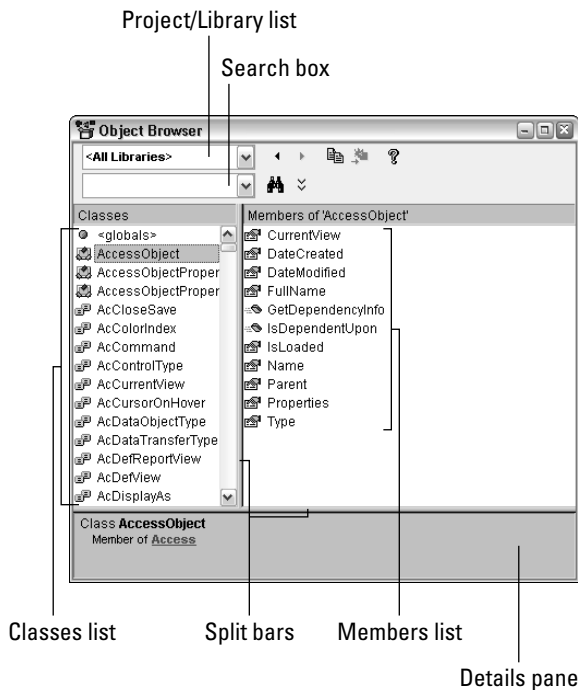 Project/Library list
Search box
Object Browser
<All Libraries>
Classes
<globals>
AccessObject
AccessObjectProper
AccessObjectProper
AcCloseSave
AcColorIndex
AcCommand
AcControlType
AcCurrentView
AcCursorOnHover
AcDataObjectType
AcDataTransferType
AcDefReportView
AcDefView
AcDisplayAs
Members of 'AccessObject'
CurrentView
DateCreated
DateModified
FullName
GetDependencyInfo
IsDependentUpon
IsLoaded
Name
Parent
Properties
Type
Class AccessObject
Member of Access
Classes list
Split bars
Members list
Details pane